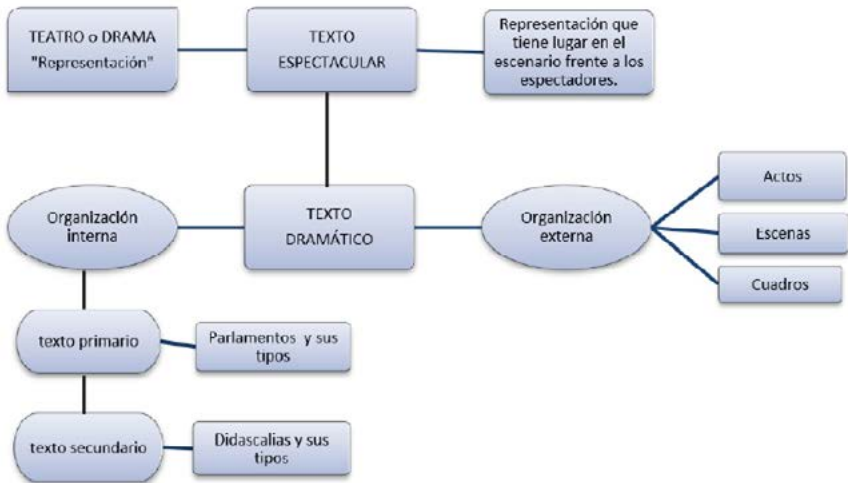 TEATRO o DRAMA
"Representación"
TEXTO
ESPECTACULAR
Representación que
tiene lugar en el
escenario frente a los
espectadores.
Organización
interna
TEXTO
DRAMÁTICO
Organización
externa
Actos
Escenas
Cuadros
texto primario
Parlamentos y sus
tipos
texto secundario
Didascalias y sus
tipos